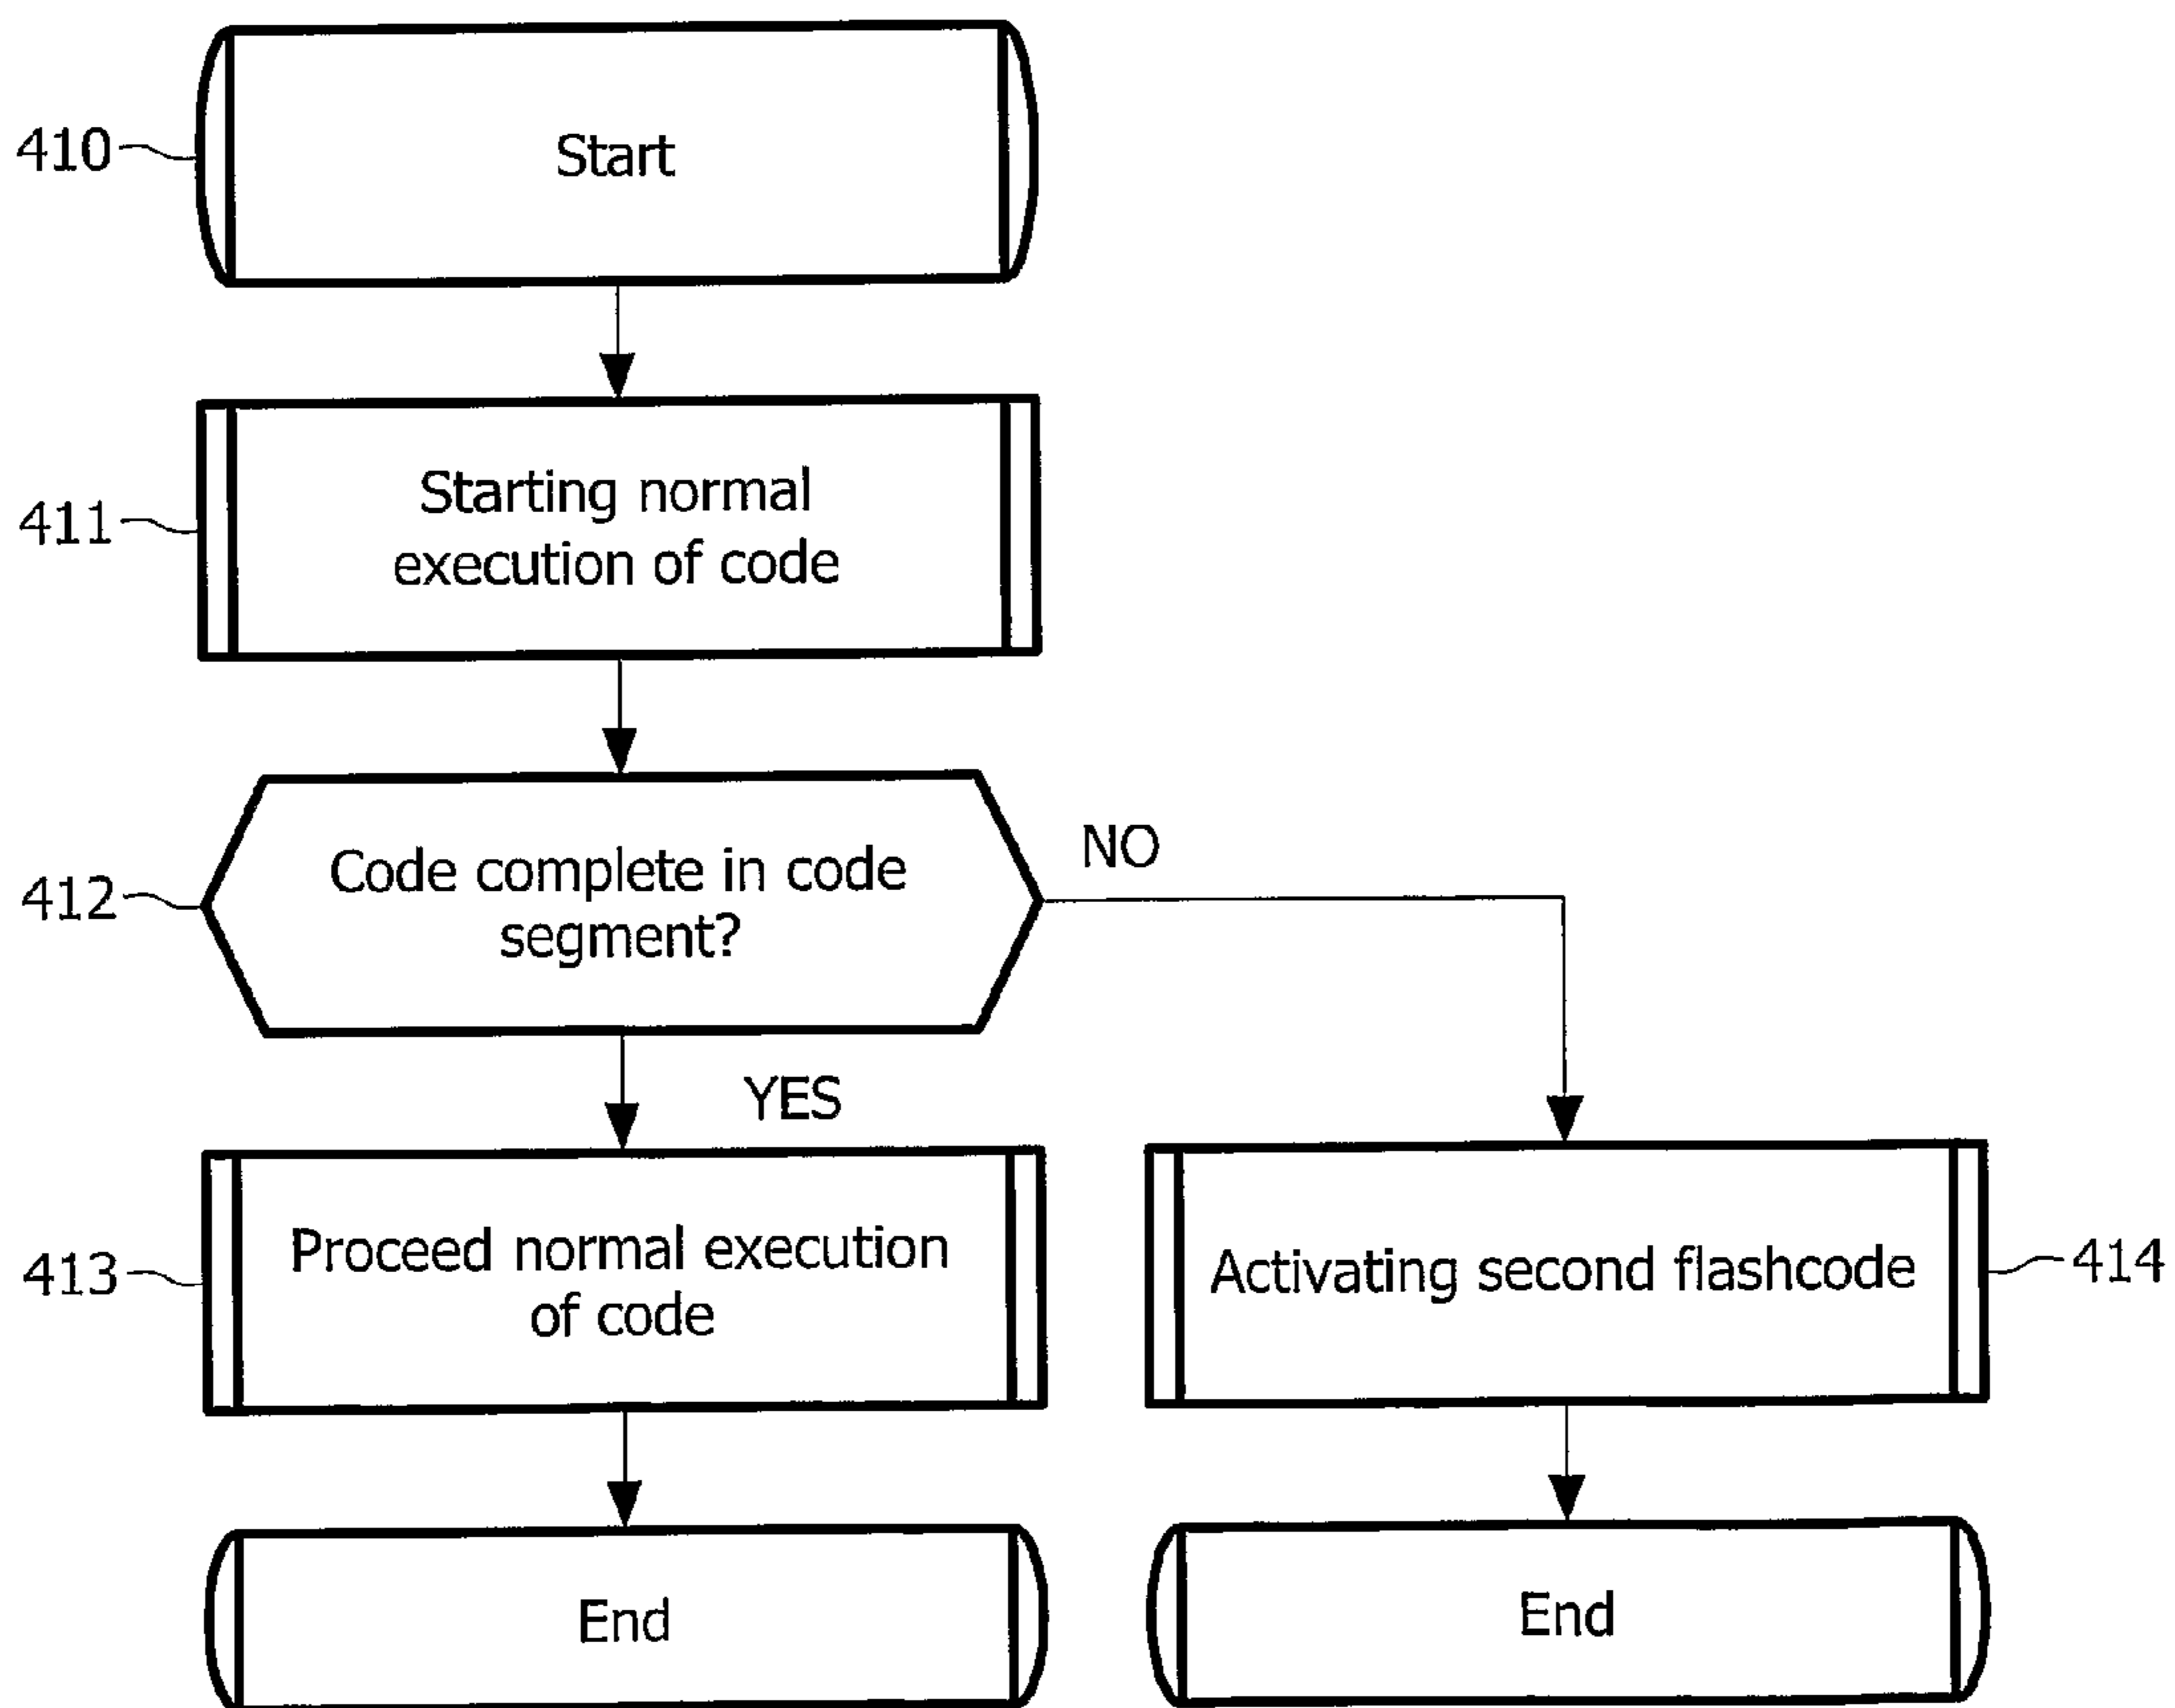 410
Start
411
Starting normal
execution of code
412
Code complete in code
segment?
NO
YES
413
Proceed normal execution
of code
Activating second flashcode
414
End
End